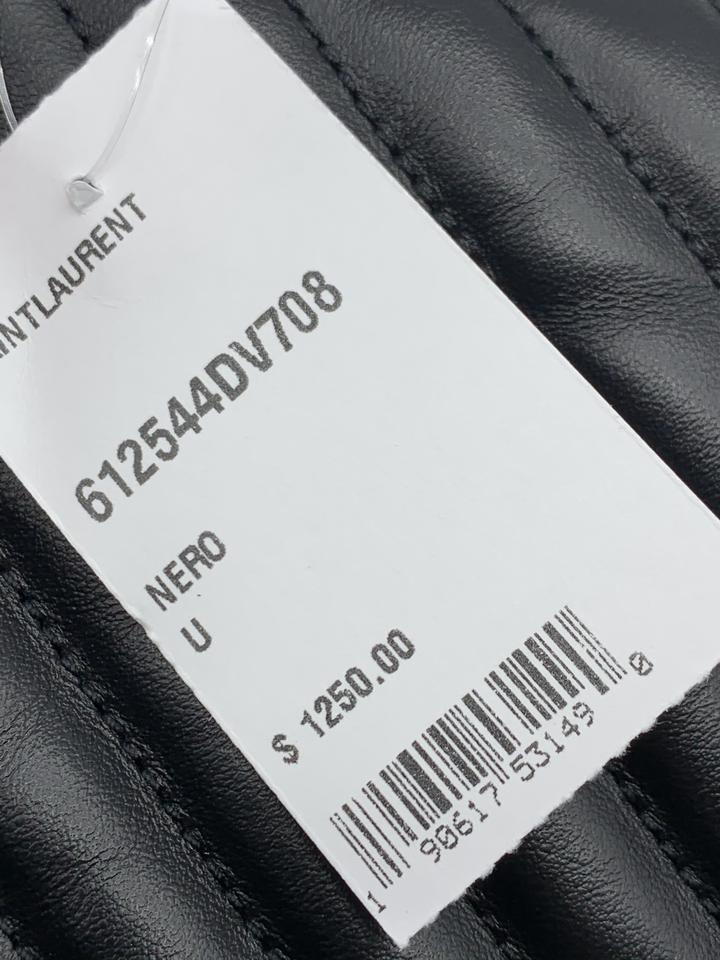 INTLAURENT
612544DV708
NERO
U
$ 1250.00
1 90617 53149 0